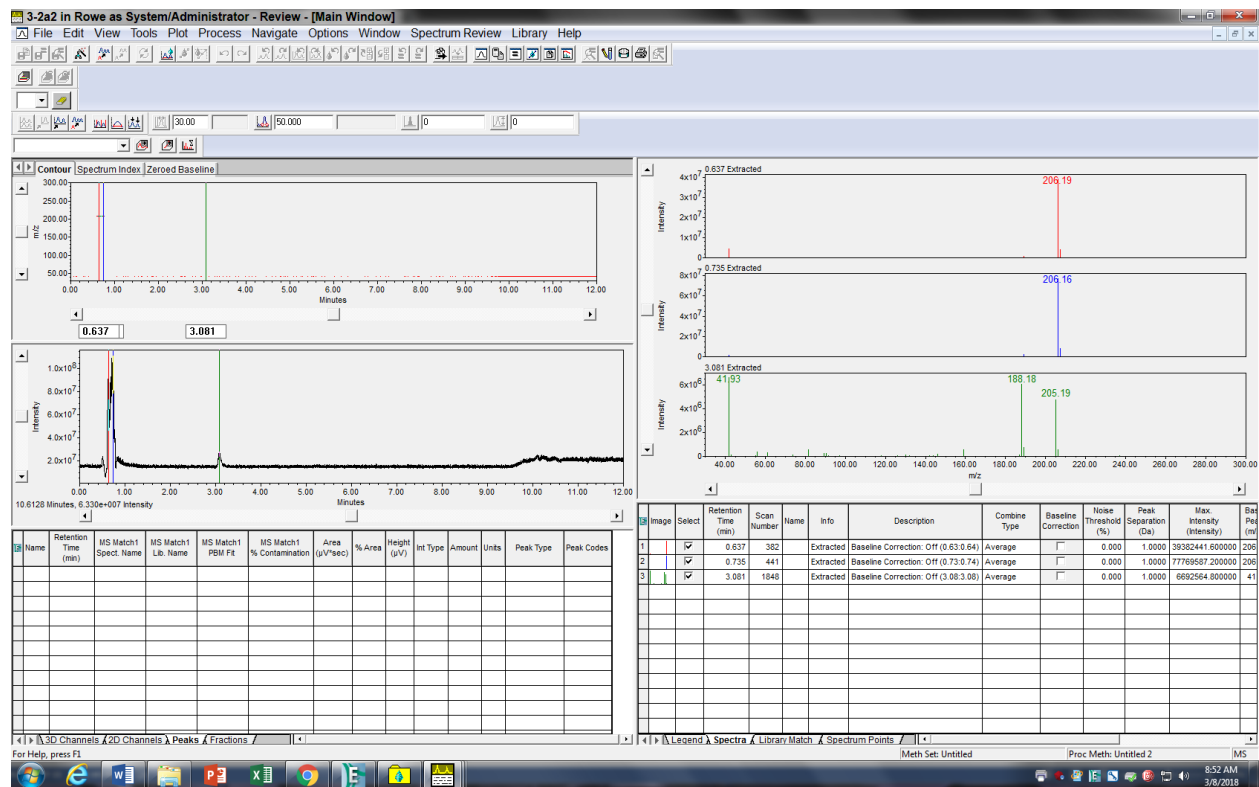 3-2a2 in Rowe as System/Administrator - Review - [Main Window]
File Edit View Tools Plot Process Navigate Options Window Spectrum Review Library Help
30.00 50.000 0 0
Contour Spectrum Index Zeroed Baseline
300.00
250.00
200.00
150.00
100.00
50.00
m/z
0.00 1.00 2.00 3.00 4.00 5.00 6.00 7.00 8.00 9.00 10.00 11.00 12.00
Minutes
0.637 3.081
1.0x10^8
8.0x10^7
6.0x10^7
4.0x10^7
2.0x10^7
Intensity
0.00 1.00 2.00 3.00 4.00 5.00 6.00 7.00 8.00 9.00 10.00 11.00 12.00
Minutes
10.6128 Minutes, 6.330e+007 Intensity
Name Retention Time (min) MS Match1 Spect. Name MS Match1 Lib. Name MS Match1 PBM Fit MS Match1 % Contamination Area (µV*sec) % Area Height (µV) Int Type Amount Units Peak Type Peak Codes
3D Channels 2D Channels Peaks Fractions
0.637 Extracted
206.19
4x10^7
3x10^7
2x10^7
1x10^7
0
Intensity
0.735 Extracted
206.16
8x10^7
6x10^7
4x10^7
2x10^7
0
Intensity
3.081 Extracted
41.93 188.18 205.19
6x10^6
4x10^6
2x10^6
0
Intensity
40.00 60.00 80.00 100.00 120.00 140.00 160.00 180.00 200.00 220.00 240.00 260.00 280.00 300.00
m/z
Image Select Retention Time (min) Scan Number Name Info Description Combine Type Baseline Correction Noise Threshold (%) Peak Separation (Da) Max. Intensity (Intensity) Bas Pea (m/
1 0.637 382 Extracted Baseline Correction: Off (0.63:0.64) Average 0.000 1.0000 39382441.600000 206
2 0.735 441 Extracted Baseline Correction: Off (0.73:0.74) Average 0.000 1.0000 77769587.200000 206
3 3.081 1848 Extracted Baseline Correction: Off (3.08:3.08) Average 0.000 1.0000 6692564.800000 41
Legend Spectra Library Match Spectrum Points
For Help, press F1 Meth Set: Untitled Proc Meth: Untitled 2 MS
8:52 AM
3/8/2018